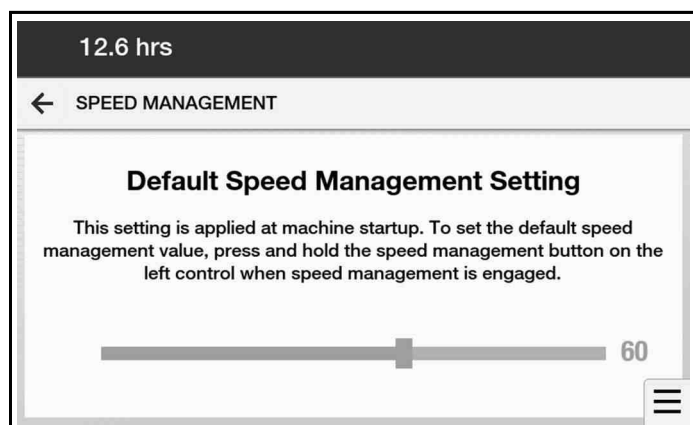 12.6 hrs
SPEED MANAGEMENT
Default Speed Management Setting
This setting is applied at machine startup. To set the default speed
management value, press and hold the speed management button on the
left control when speed management is engaged.
60